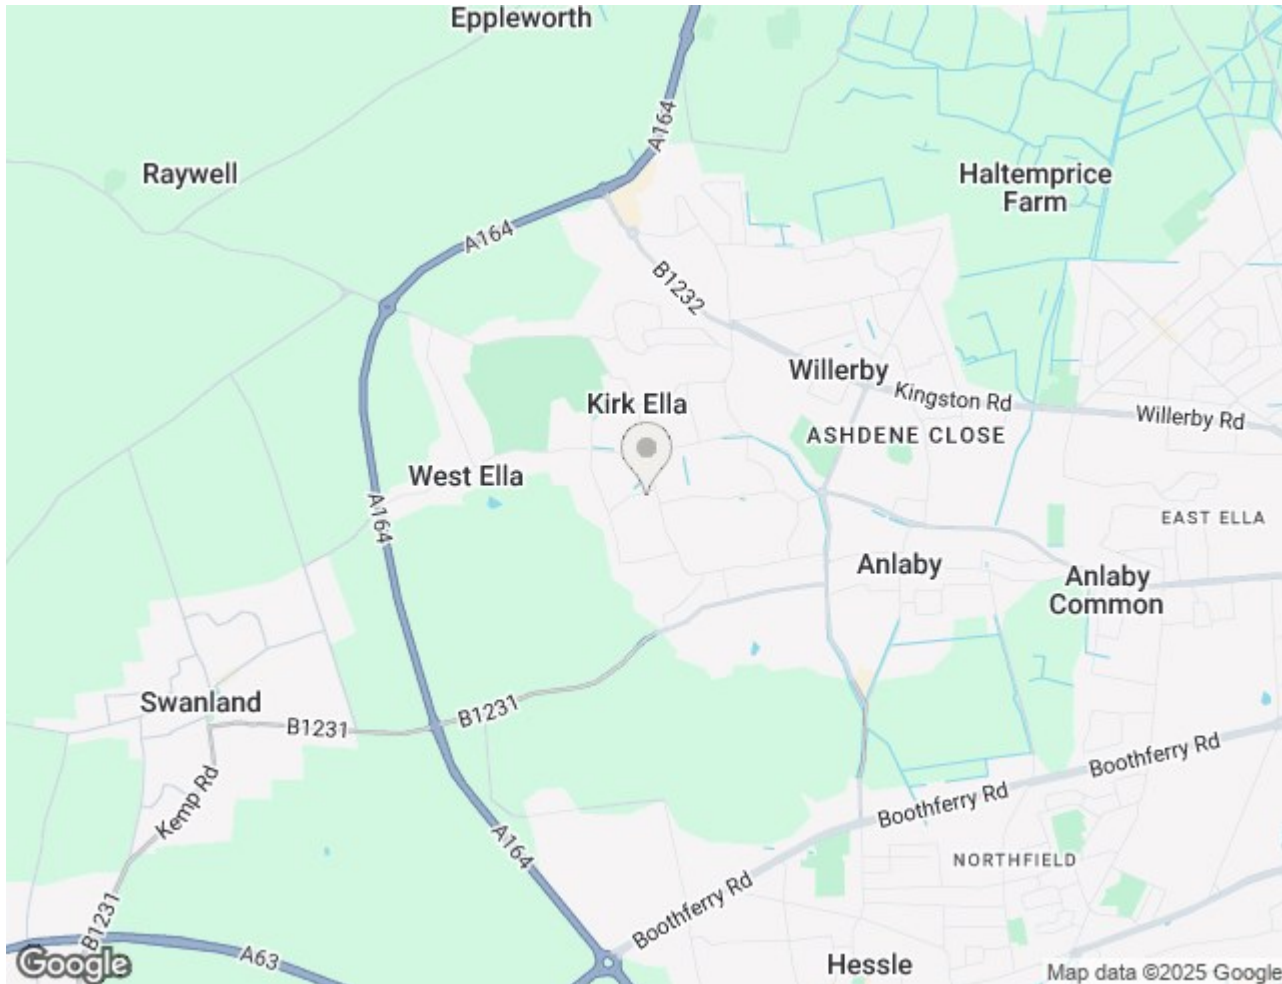 Eppleworth
A164
Raywell
Haltemprice
Farm
A164
B1232
Willerby
Kingston Rd
Kirk Ella
Willerby Rd
ASHDENE CLOSE
West Ella
A164
EAST ELLA
Anlaby
Anlaby
Common
Swanland
B1231
B1231
Boothferry Rd
Kemp Rd
Boothferry Rd
A164
NORTHFIELD
Boothferry Rd
B1231
A63
Google
Hessle
Map data ©2025 Google